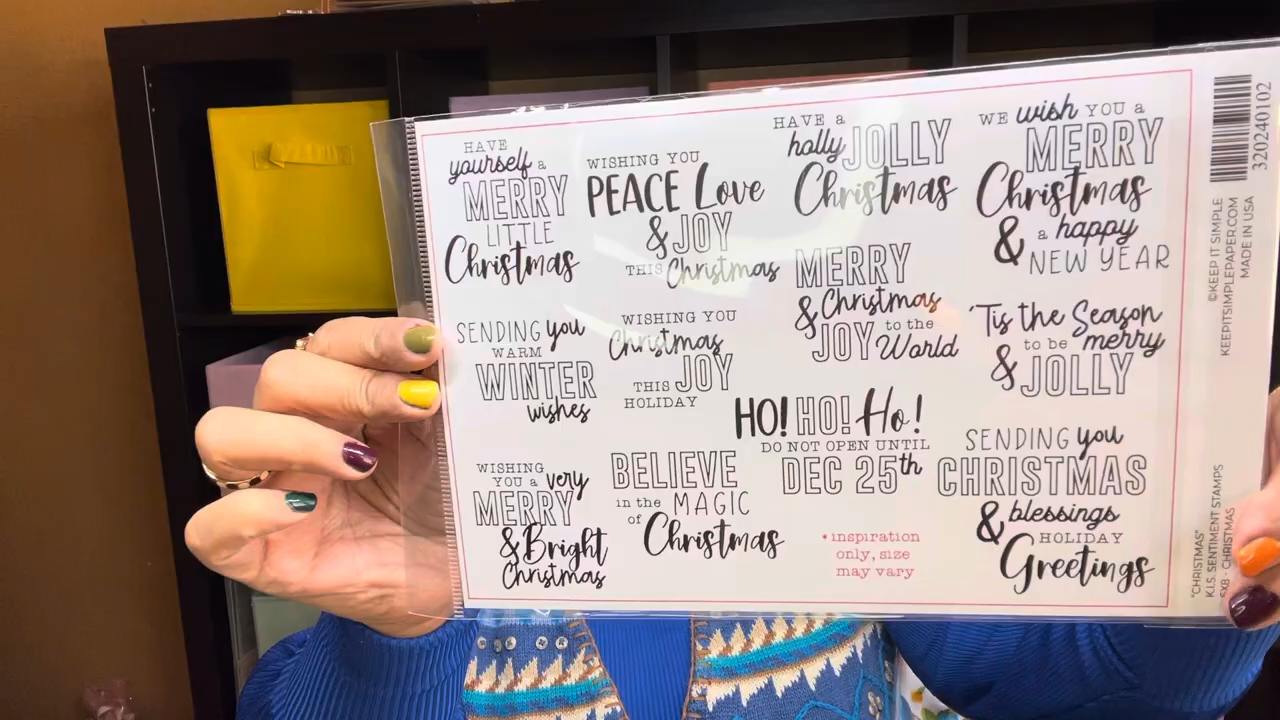 HAVE
yourself a
MERRY
LITTLE
Christmas
WISHING YOU
PEACE Love
& JOY
THIS Christmas
HAVE A
holly JOLLY
Christmas
WE wish YOU a
MERRY
Christmas
& a happy
NEW YEAR
SENDING you
WARM
WINTER
wishes
WISHING YOU
Christmas
THIS JOY
HOLIDAY
MERRY
& Christmas
JOY to the
World
'Tis the Season
to be merry
& JOLLY
WISHING
YOU a very
MERRY
& Bright
Christmas
BELIEVE
in the MAGIC
of Christmas
HO! HO! Ho!
DO NOT OPEN UNTIL
DEC 25th
* inspiration
only, size
may vary
SENDING you
CHRISTMAS
& blessings
HOLIDAY
Greetings
320240102
©KEEP IT SIMPLE
KEEPITSIMPLEPAPER.COM
MADE IN USA
"CHRISTMAS"
K.I.S. SENTIMENT STAMPS
6X8 - CHRISTMAS